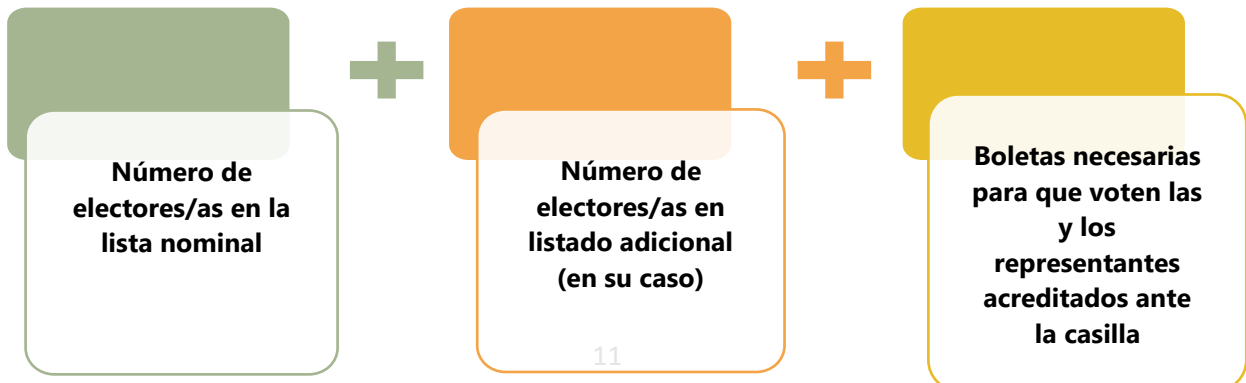 Número de
electores/as en la
lista nominal
Número de
electores/as en
listado adicional
(en su caso)
Boletas necesarias
para que voten las
y los
representantes
acreditados ante
la casilla
11